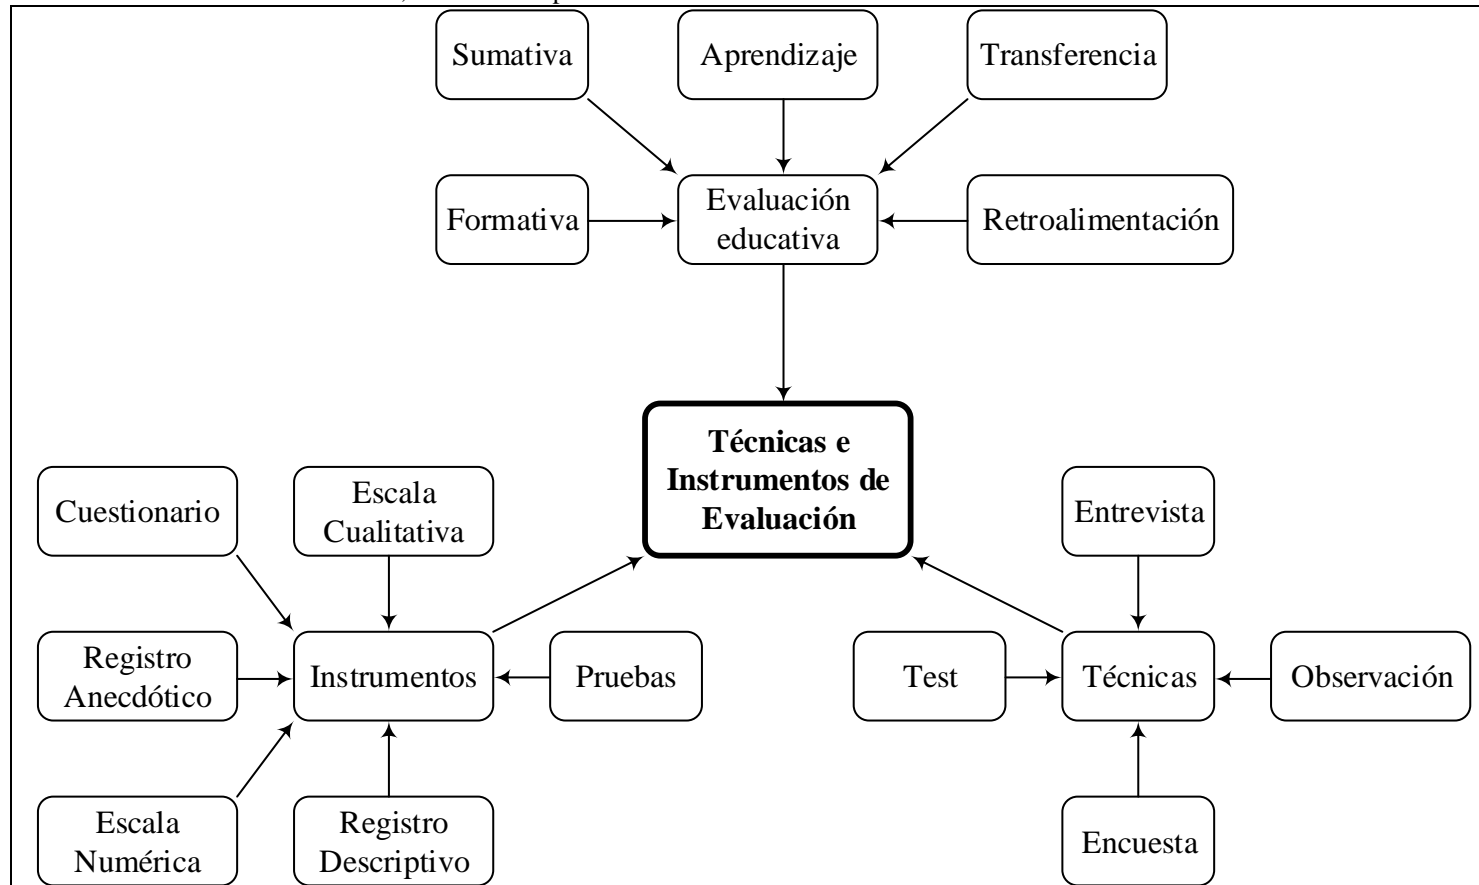 Sumativa
Aprendizaje
Transferencia
Formativa
Evaluación
educativa
Retroalimentación
Técnicas e
Instrumentos de
Evaluación
Cuestionario
Escala
Cualitativa
Entrevista
Registro
Anecdótico
Instrumentos
Pruebas
Test
Técnicas
Observación
Escala
Numérica
Registro
Descriptivo
Encuesta